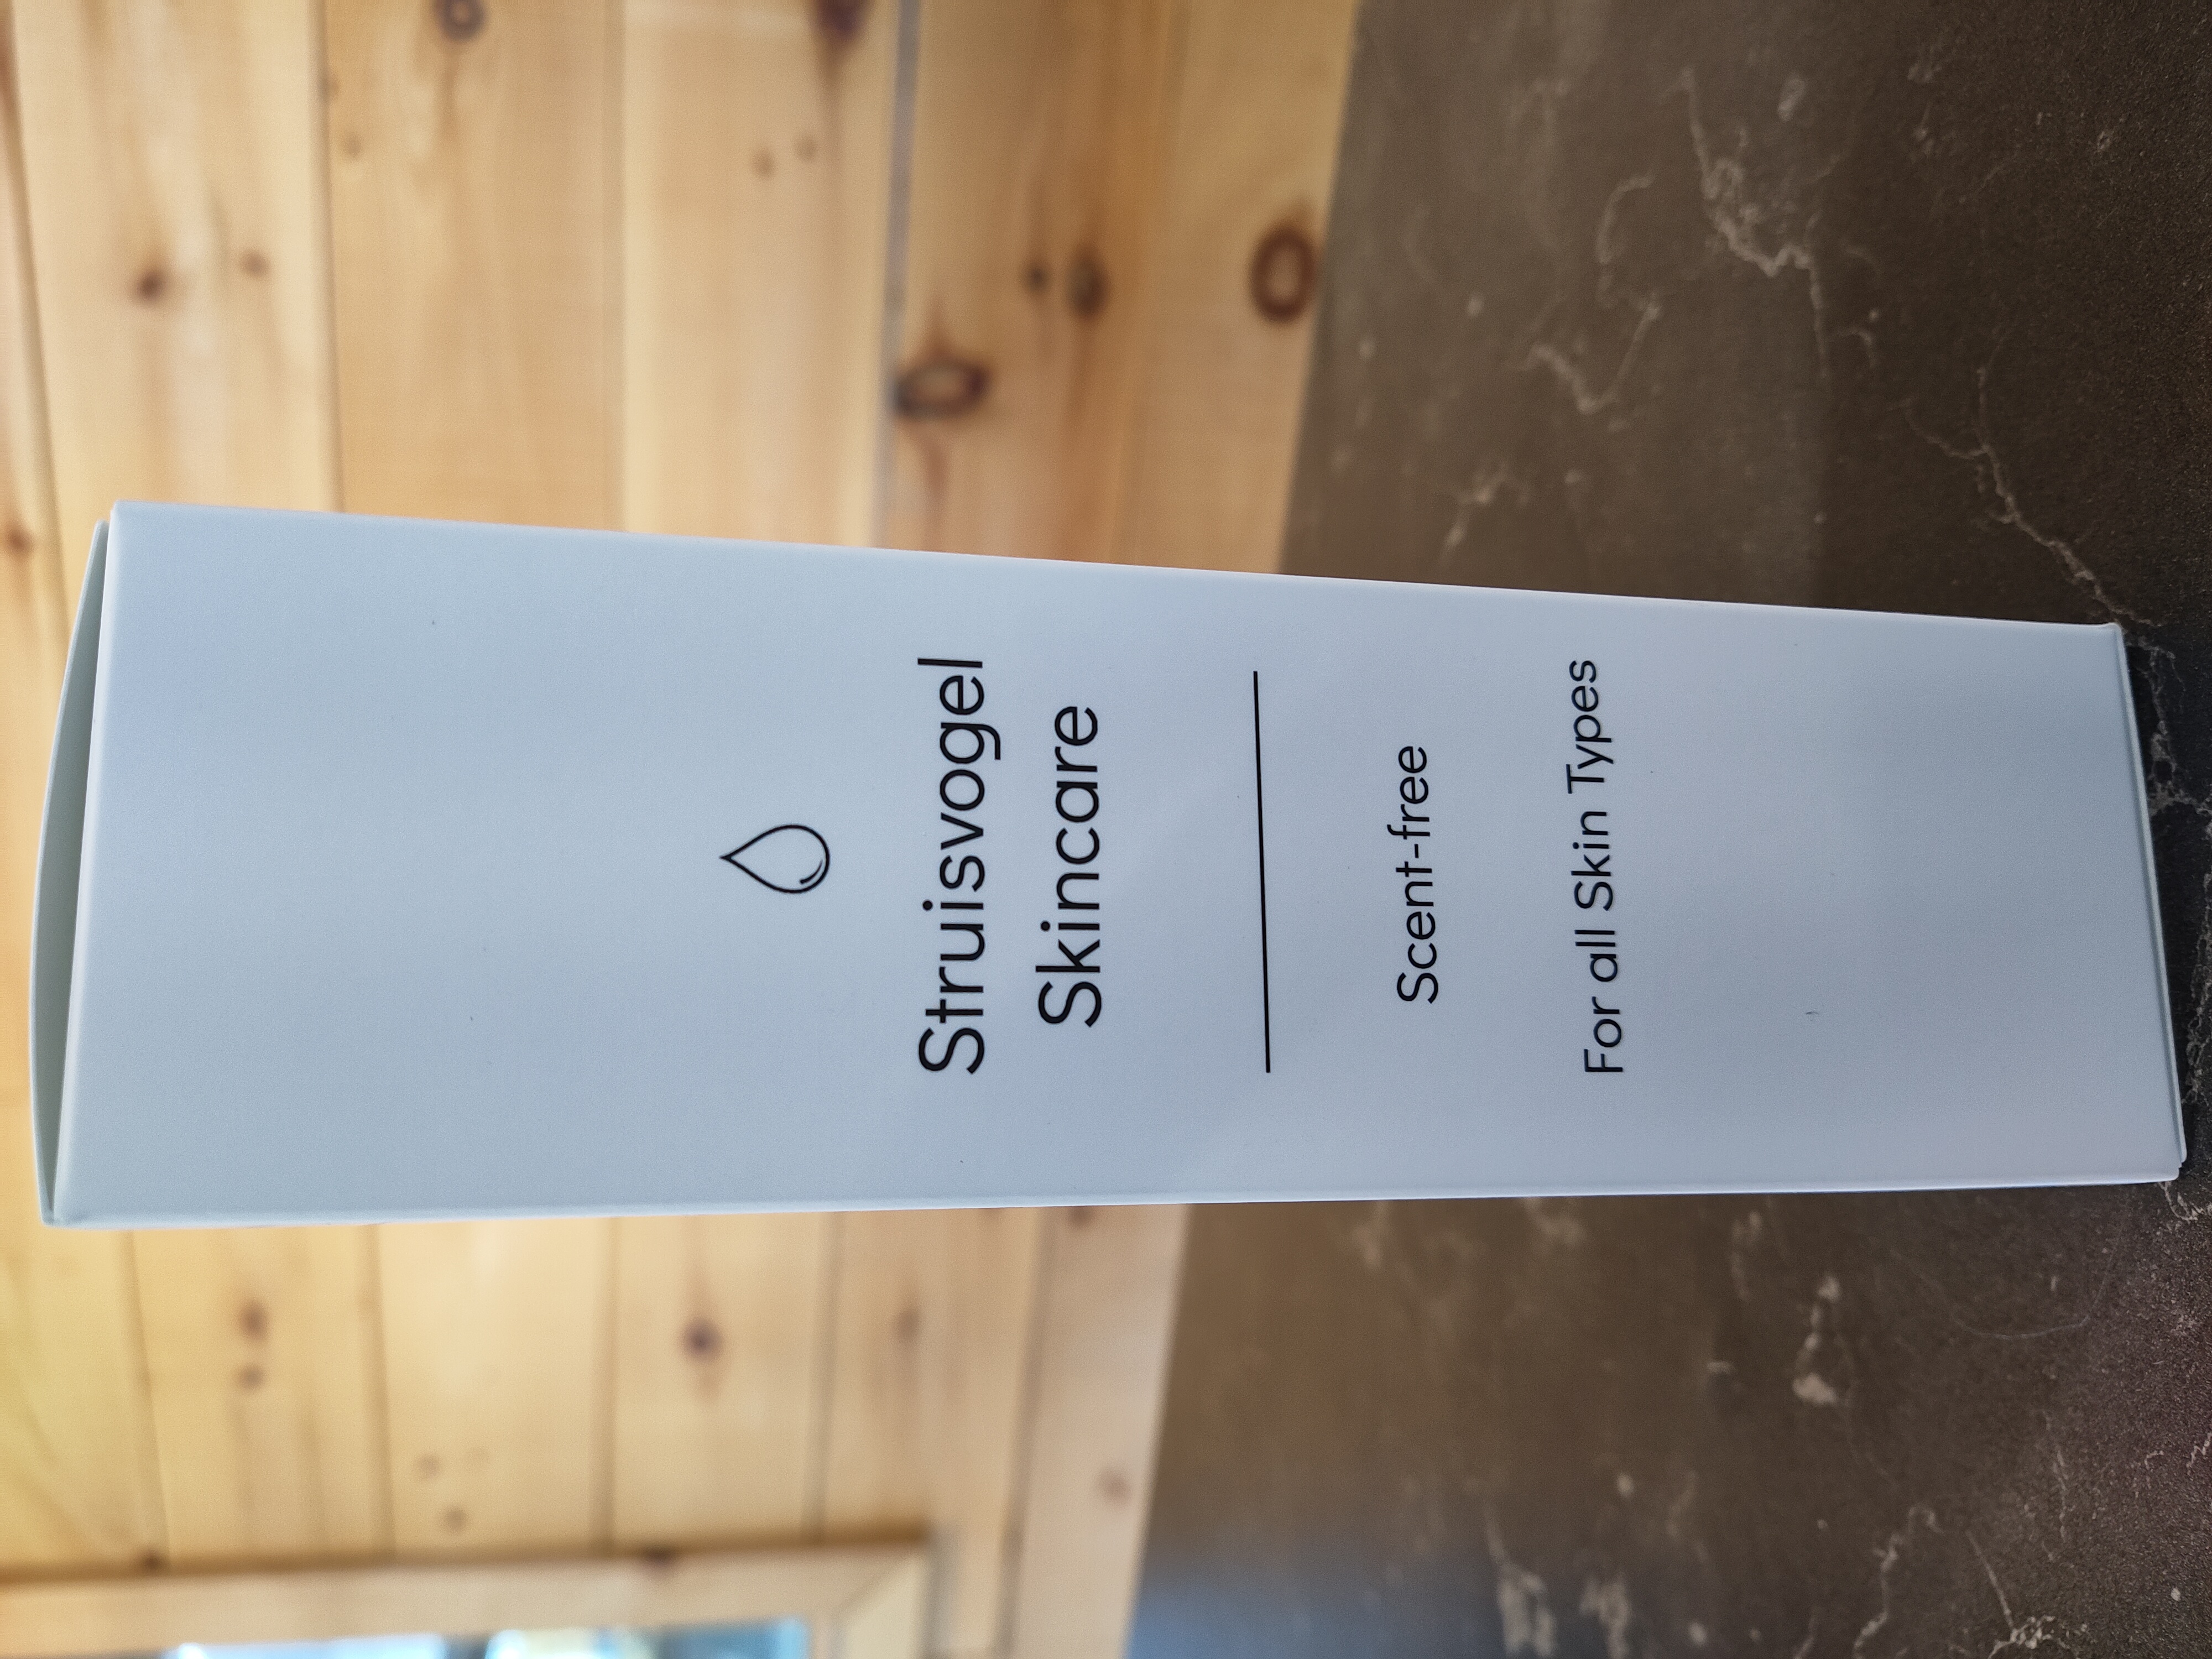 Struisvogel
Skincare
Scent-free
For all Skin Types